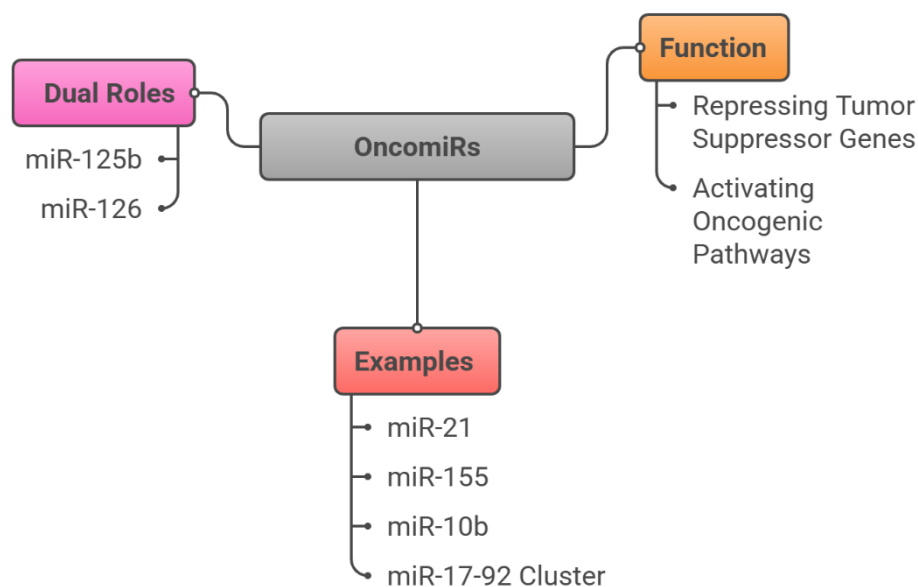 OncomiRs
Dual Roles
miR-125b
miR-126
Function
Repressing Tumor
Suppressor Genes
Activating
Oncogenic
Pathways
Examples
miR-21
miR-155
miR-10b
miR-17-92 Cluster